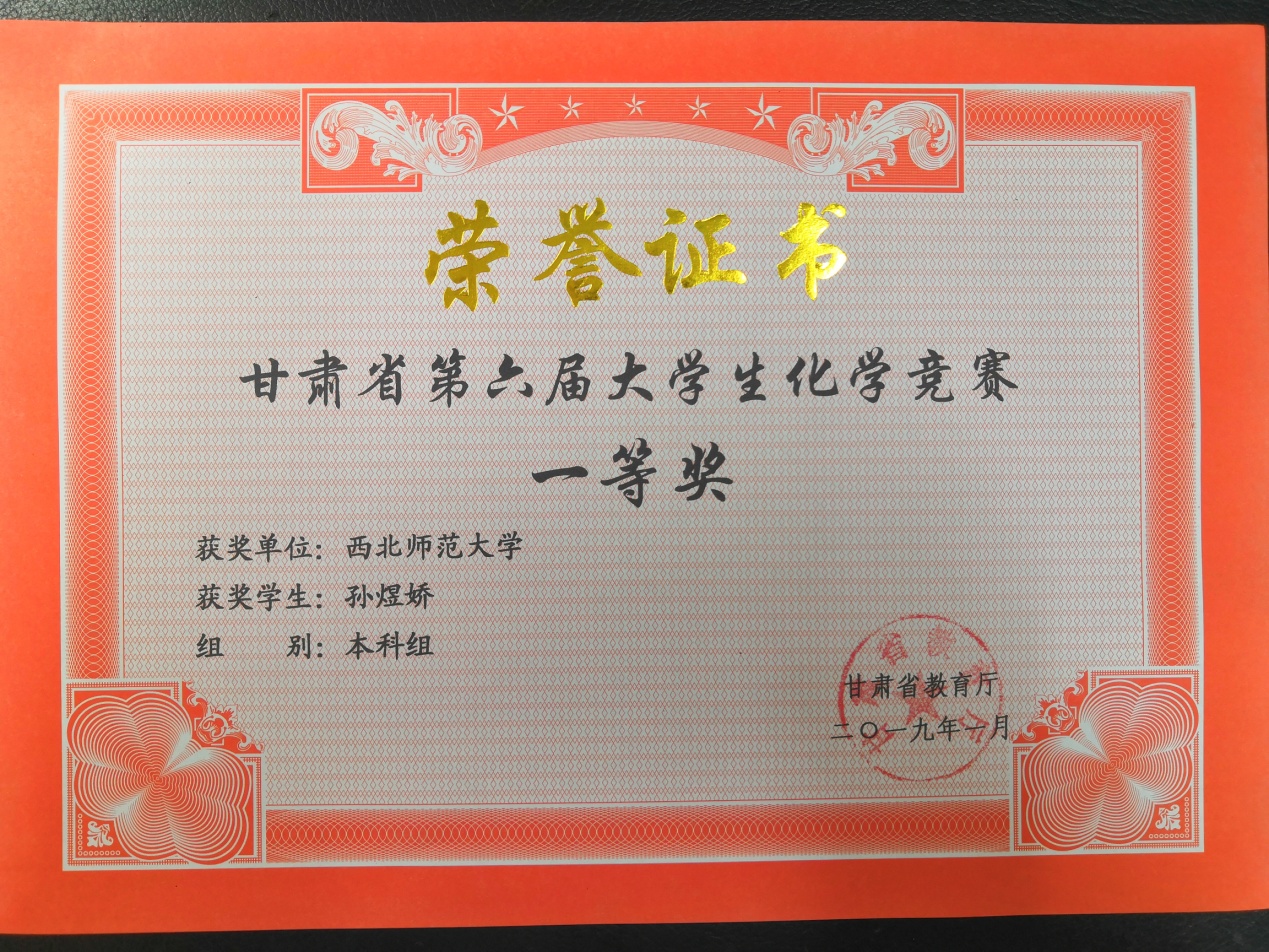 荣誉证书
甘肃省第六届大学生化学竞赛
一等奖
获奖单位：西北师范大学
获奖学生：孙煜娇
组　　别：本科组
甘肃省教育厅
二〇一九年一月